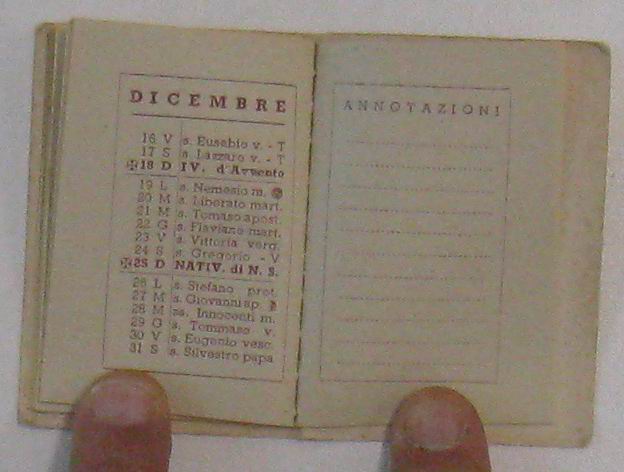 DICEMBRE
16 V s. Eusebio v. - T
17 S s. Lazzaro v. - T
✠18 D IV. d'Avvento
19 L s. Nemesio m.
20 M s. Liberato mart.
21 M s. Tomaso apost.
22 G s. Flaviano mart.
23 V s. Vittoria verg.
24 S s. Gregorio - V
✠25 D NATIV. di N. S.
26 L s. Stefano prot.
27 M s. Giovanni ap.
28 M ss. Innocenti m.
29 G s. Tommaso v.
30 V s. Eugenio vesc.
31 S s. Silvestro papa
ANNOTAZIONI